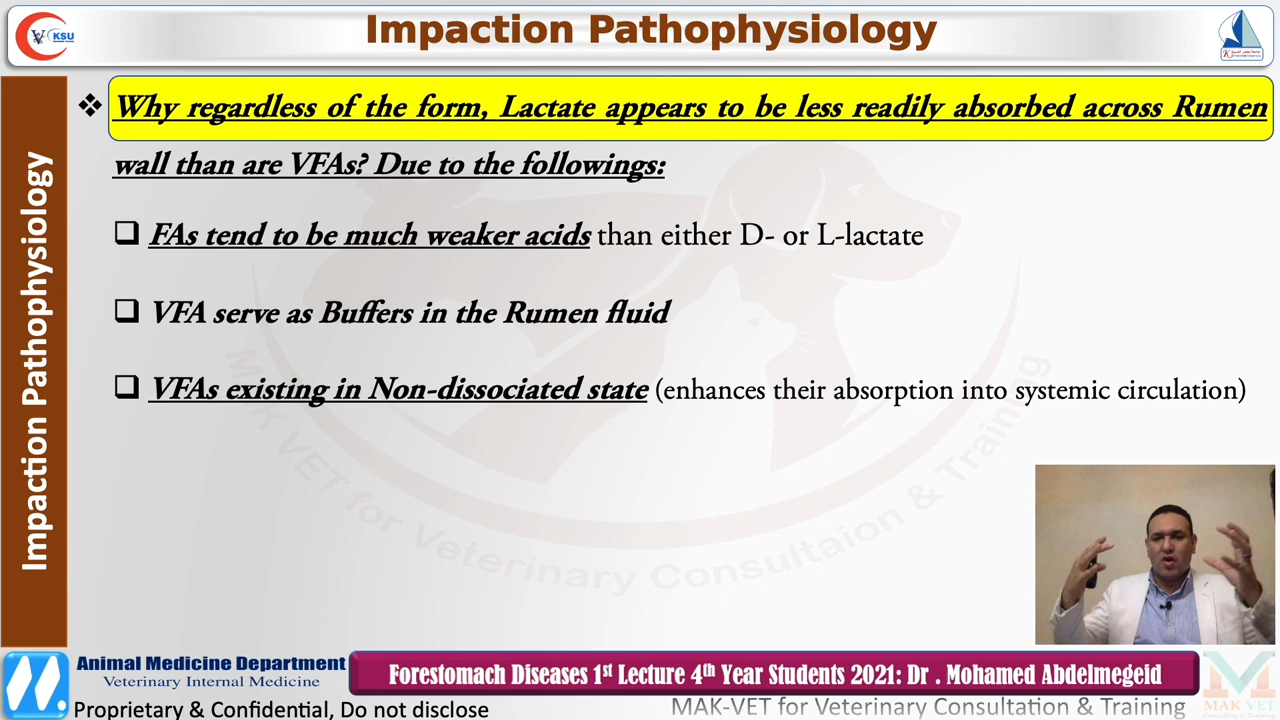 Impaction Pathophysiology
KSU
Impaction Pathophysiology
❖ Why regardless of the form, Lactate appears to be less readily absorbed across Rumen
wall than are VFAs? Due to the followings:
❑ FAs tend to be much weaker acids than either D- or L-lactate
❑ VFA serve as Buffers in the Rumen fluid
❑ VFAs existing in Non-dissociated state (enhances their absorption into systemic circulation)
MAK VET for Veterinary Consultaion & Training
Animal Medicine Department
Veterinary Internal Medicine
Forestomach Diseases 1st Lecture 4th Year Students 2021: Dr . Mohamed Abdelmegeid
Proprietary & Confidential, Do not disclose
MAK-VET for Veterinary Consultation & Training
MAK VET